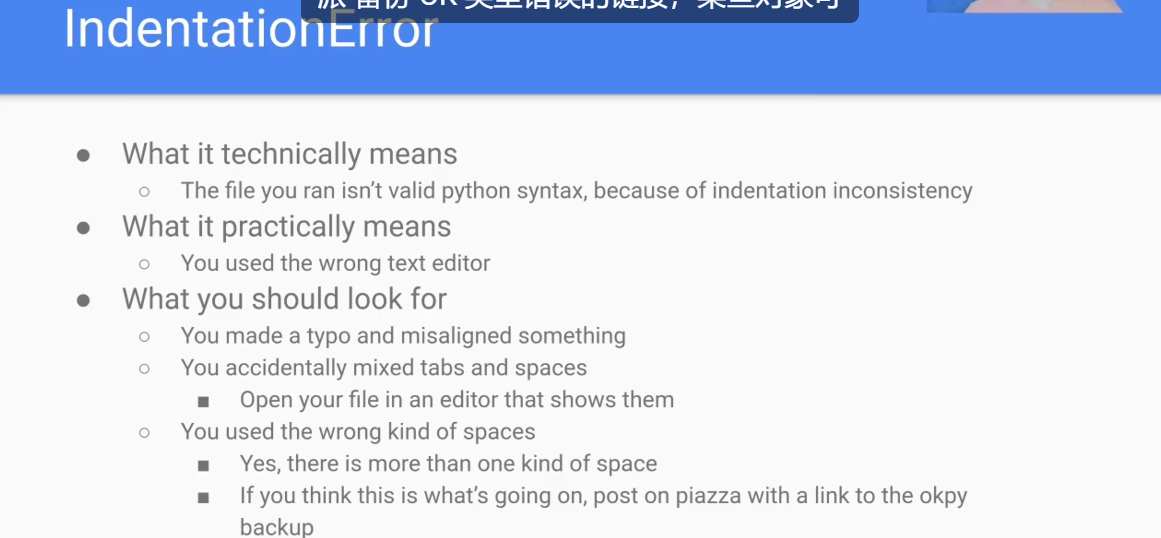 IndentationError
● What it technically means
○ The file you ran isn’t valid python syntax, because of indentation inconsistency
● What it practically means
○ You used the wrong text editor
● What you should look for
○ You made a typo and misaligned something
○ You accidentally mixed tabs and spaces
■ Open your file in an editor that shows them
○ You used the wrong kind of spaces
■ Yes, there is more than one kind of space
■ If you think this is what’s going on, post on piazza with a link to the okpy
backup